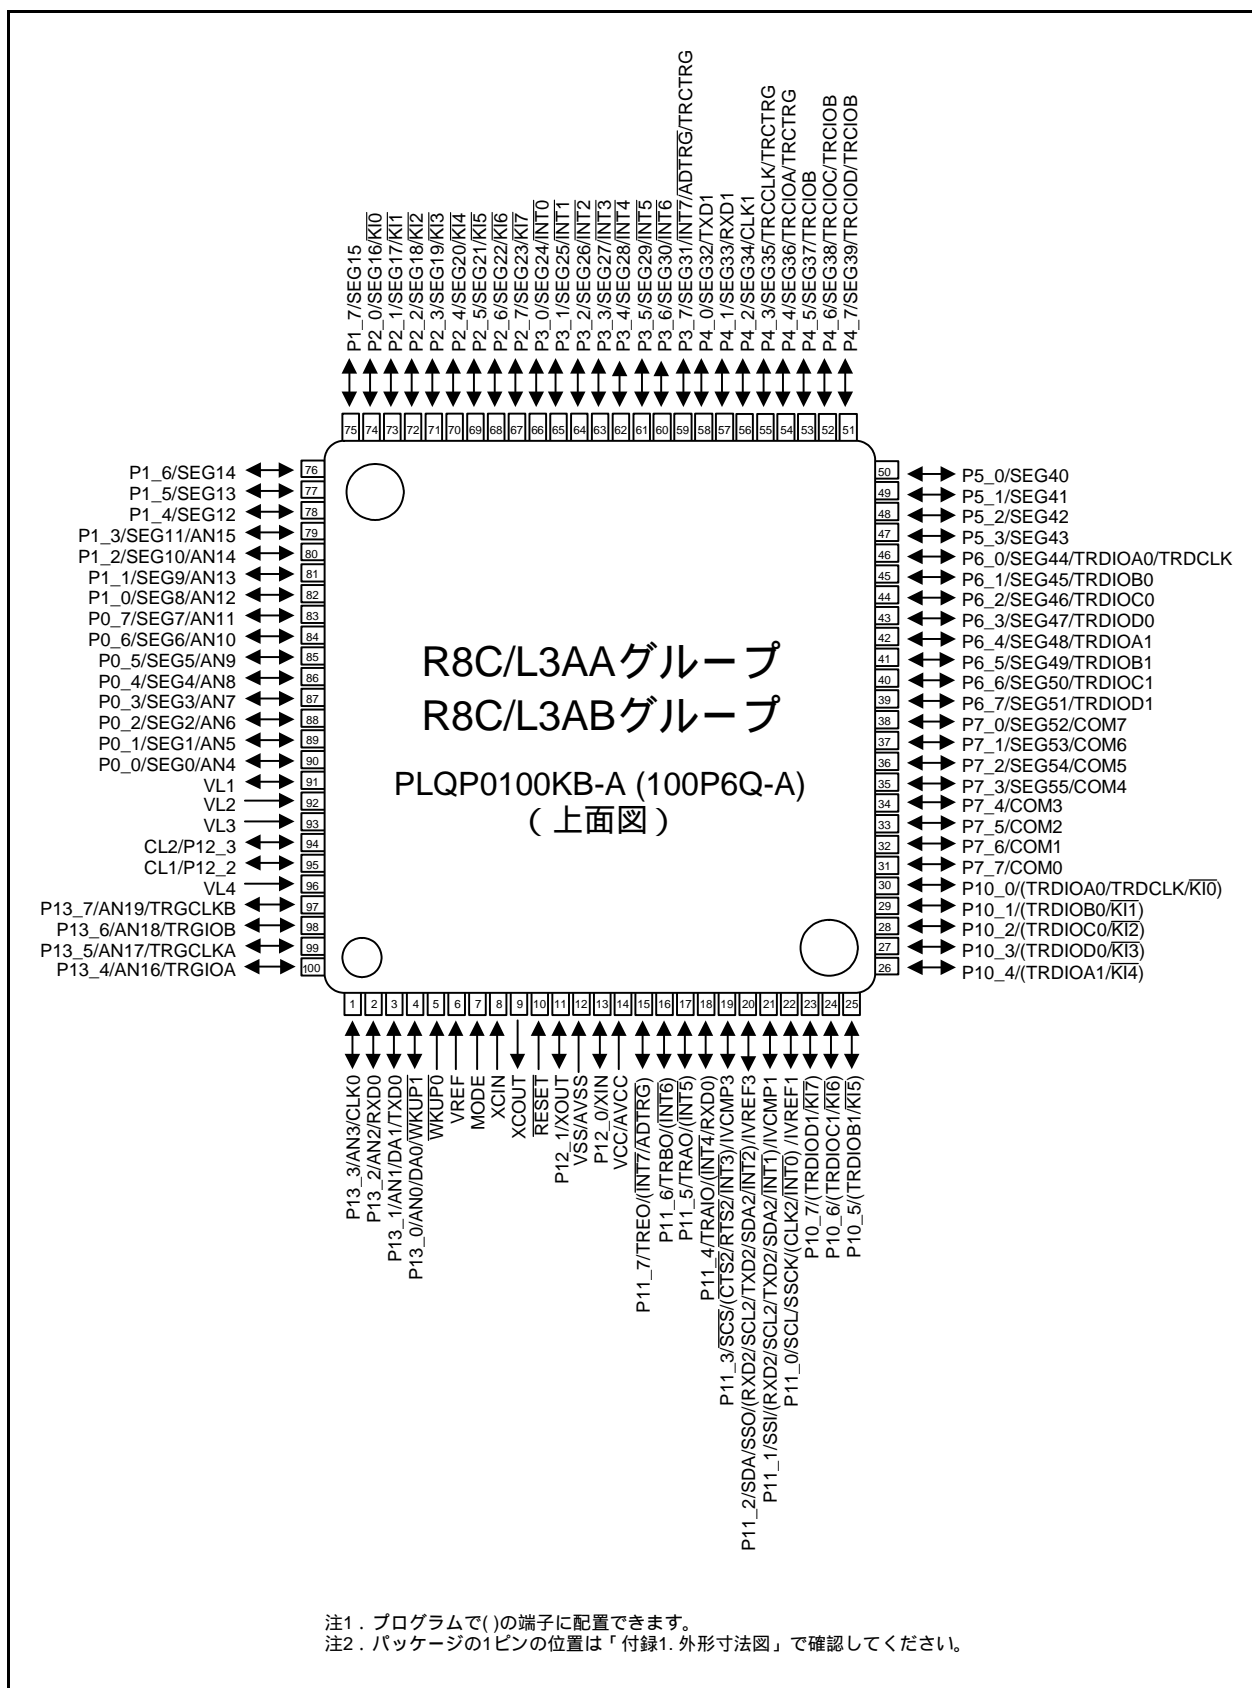 P1_7/SEG15
P2_0/SEG16/KI0
P2_1/SEG17/KI1
P2_2/SEG18/KI2
P2_3/SEG19/KI3
P2_4/SEG20/KI4
P2_5/SEG21/KI5
P2_6/SEG22/KI6
P2_7/SEG23/KI7
P3_0/SEG24/INT0
P3_1/SEG25/INT1
P3_2/SEG26/INT2
P3_3/SEG27/INT3
P3_4/SEG28/INT4
P3_5/SEG29/INT5
P3_6/SEG30/INT6
P3_7/SEG31/INT7/ADTRG/TRCTRG
P4_0/SEG32/TXD1
P4_1/SEG33/RXD1
P4_2/SEG34/CLK1
P4_3/SEG35/TRCCLK/TRCTRG
P4_4/SEG36/TRCIOA/TRCTRG
P4_5/SEG37/TRCIOB
P4_6/SEG38/TRCIOC/TRCIOB
P4_7/SEG39/TRCIOD/TRCIOB
75 74 73 72 71 70 69 68 67 66 65 64 63 62 61 60 59 58 57 56 55 54 53 52 51
P1_6/SEG14 76
P1_5/SEG13 77
P1_4/SEG12 78
P1_3/SEG11/AN15 79
P1_2/SEG10/AN14 80
P1_1/SEG9/AN13 81
P1_0/SEG8/AN12 82
P0_7/SEG7/AN11 83
P0_6/SEG6/AN10 84
P0_5/SEG5/AN9 85
P0_4/SEG4/AN8 86
P0_3/SEG3/AN7 87
P0_2/SEG2/AN6 88
P0_1/SEG1/AN5 89
P0_0/SEG0/AN4 90
VL1 91
VL2 92
VL3 93
CL2/P12_3 94
CL1/P12_2 95
VL4 96
P13_7/AN19/TRGCLKB 97
P13_6/AN18/TRGIOB 98
P13_5/AN17/TRGCLKA 99
P13_4/AN16/TRGIOA 100
R8C/L3AAグループ
R8C/L3ABグループ
PLQP0100KB-A (100P6Q-A)
（上面図）
50 P5_0/SEG40
49 P5_1/SEG41
48 P5_2/SEG42
47 P5_3/SEG43
46 P6_0/SEG44/TRDIOA0/TRDCLK
45 P6_1/SEG45/TRDIOB0
44 P6_2/SEG46/TRDIOC0
43 P6_3/SEG47/TRDIOD0
42 P6_4/SEG48/TRDIOA1
41 P6_5/SEG49/TRDIOB1
40 P6_6/SEG50/TRDIOC1
39 P6_7/SEG51/TRDIOD1
38 P7_0/SEG52/COM7
37 P7_1/SEG53/COM6
36 P7_2/SEG54/COM5
35 P7_3/SEG55/COM4
34 P7_4/COM3
33 P7_5/COM2
32 P7_6/COM1
31 P7_7/COM0
30 P10_0/(TRDIOA0/TRDCLK/KI0)
29 P10_1/(TRDIOB0/KI1)
28 P10_2/(TRDIOC0/KI2)
27 P10_3/(TRDIOD0/KI3)
26 P10_4/(TRDIOA1/KI4)
1 2 3 4 5 6 7 8 9 10 11 12 13 14 15 16 17 18 19 20 21 22 23 24 25
P13_3/AN3/CLK0
P13_2/AN2/RXD0
P13_1/AN1/DA1/TXD0
P13_0/AN0/DA0/WKUP1
WKUP0
VREF
MODE
XCIN
XCOUT
RESET
P12_1/XOUT
VSS/AVSS
P12_0/XIN
VCC/AVCC
P11_7/TREO/(INT7/ADTRG)
P11_6/TRBO/(INT6)
P11_5/TRAO/(INT5)
P11_4/TRAIO/(INT4/RXD0)
P11_3/SCS/(CTS2/RTS2/INT3)/IVCMP3
P11_2/SDA/SSO/(RXD2/SCL2/TXD2/SDA2/INT2)/IVREF3
P11_1/SSI/(RXD2/SCL2/TXD2/SDA2/INT1)/IVCMP1
P11_0/SCL/SSCK/(CLK2/INT0) /IVREF1
P10_7/(TRDIOD1/KI7)
P10_6/(TRDIOC1/KI6)
P10_5/(TRDIOB1/KI5)
注1．プログラムで( )の端子に配置できます。
注2．パッケージの1ピンの位置は「付録1. 外形寸法図」で確認してください。